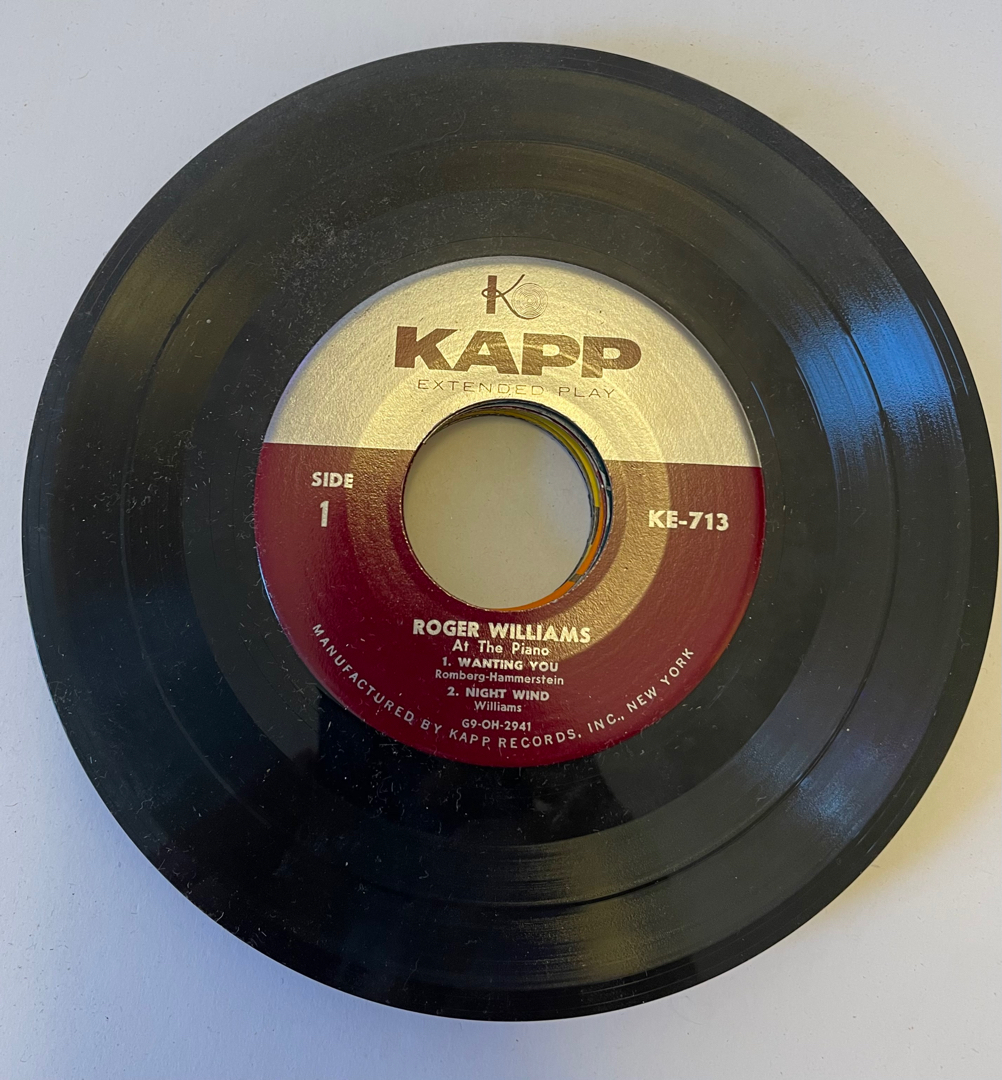 K
KAPP
EXTENDED PLAY
SIDE
1
KE-713
ROGER WILLIAMS
At The Piano
1. WANTING YOU
Romberg-Hammerstein
2. NIGHT WIND
Williams
G9-OH-2941
MANUFACTURED BY KAPP RECORDS, INC., NEW YORK